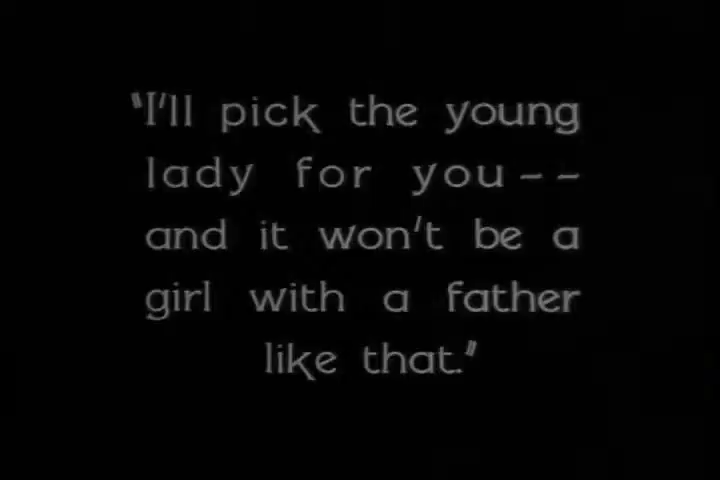 "I'll pick the young
lady for you--
and it won't be a
girl with a father
like that."